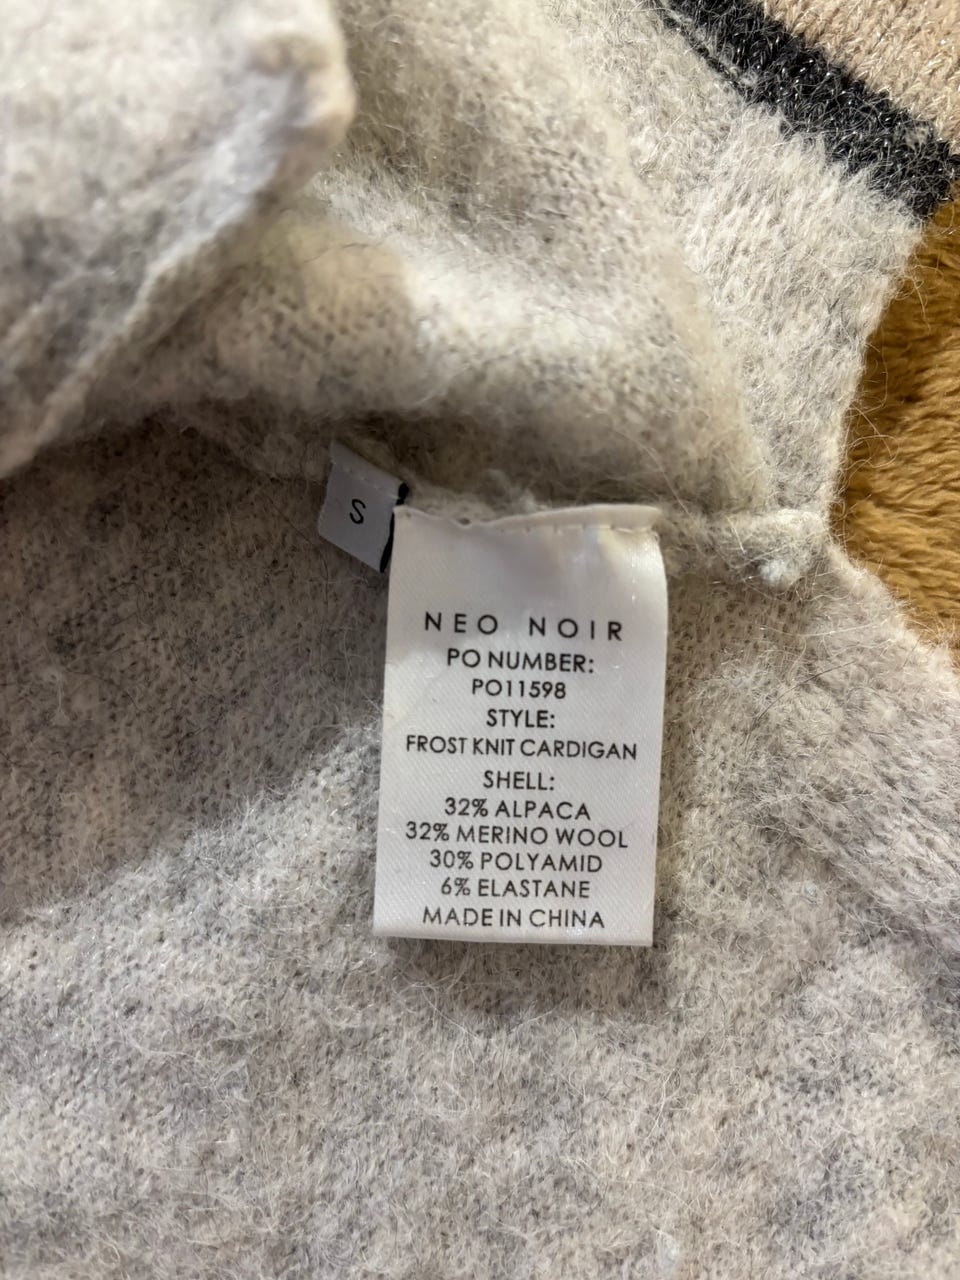 S
NEO NOIR
PO NUMBER:
PO11598
STYLE:
FROST KNIT CARDIGAN
SHELL:
32% ALPACA
32% MERINO WOOL
30% POLYAMID
6% ELASTANE
MADE IN CHINA